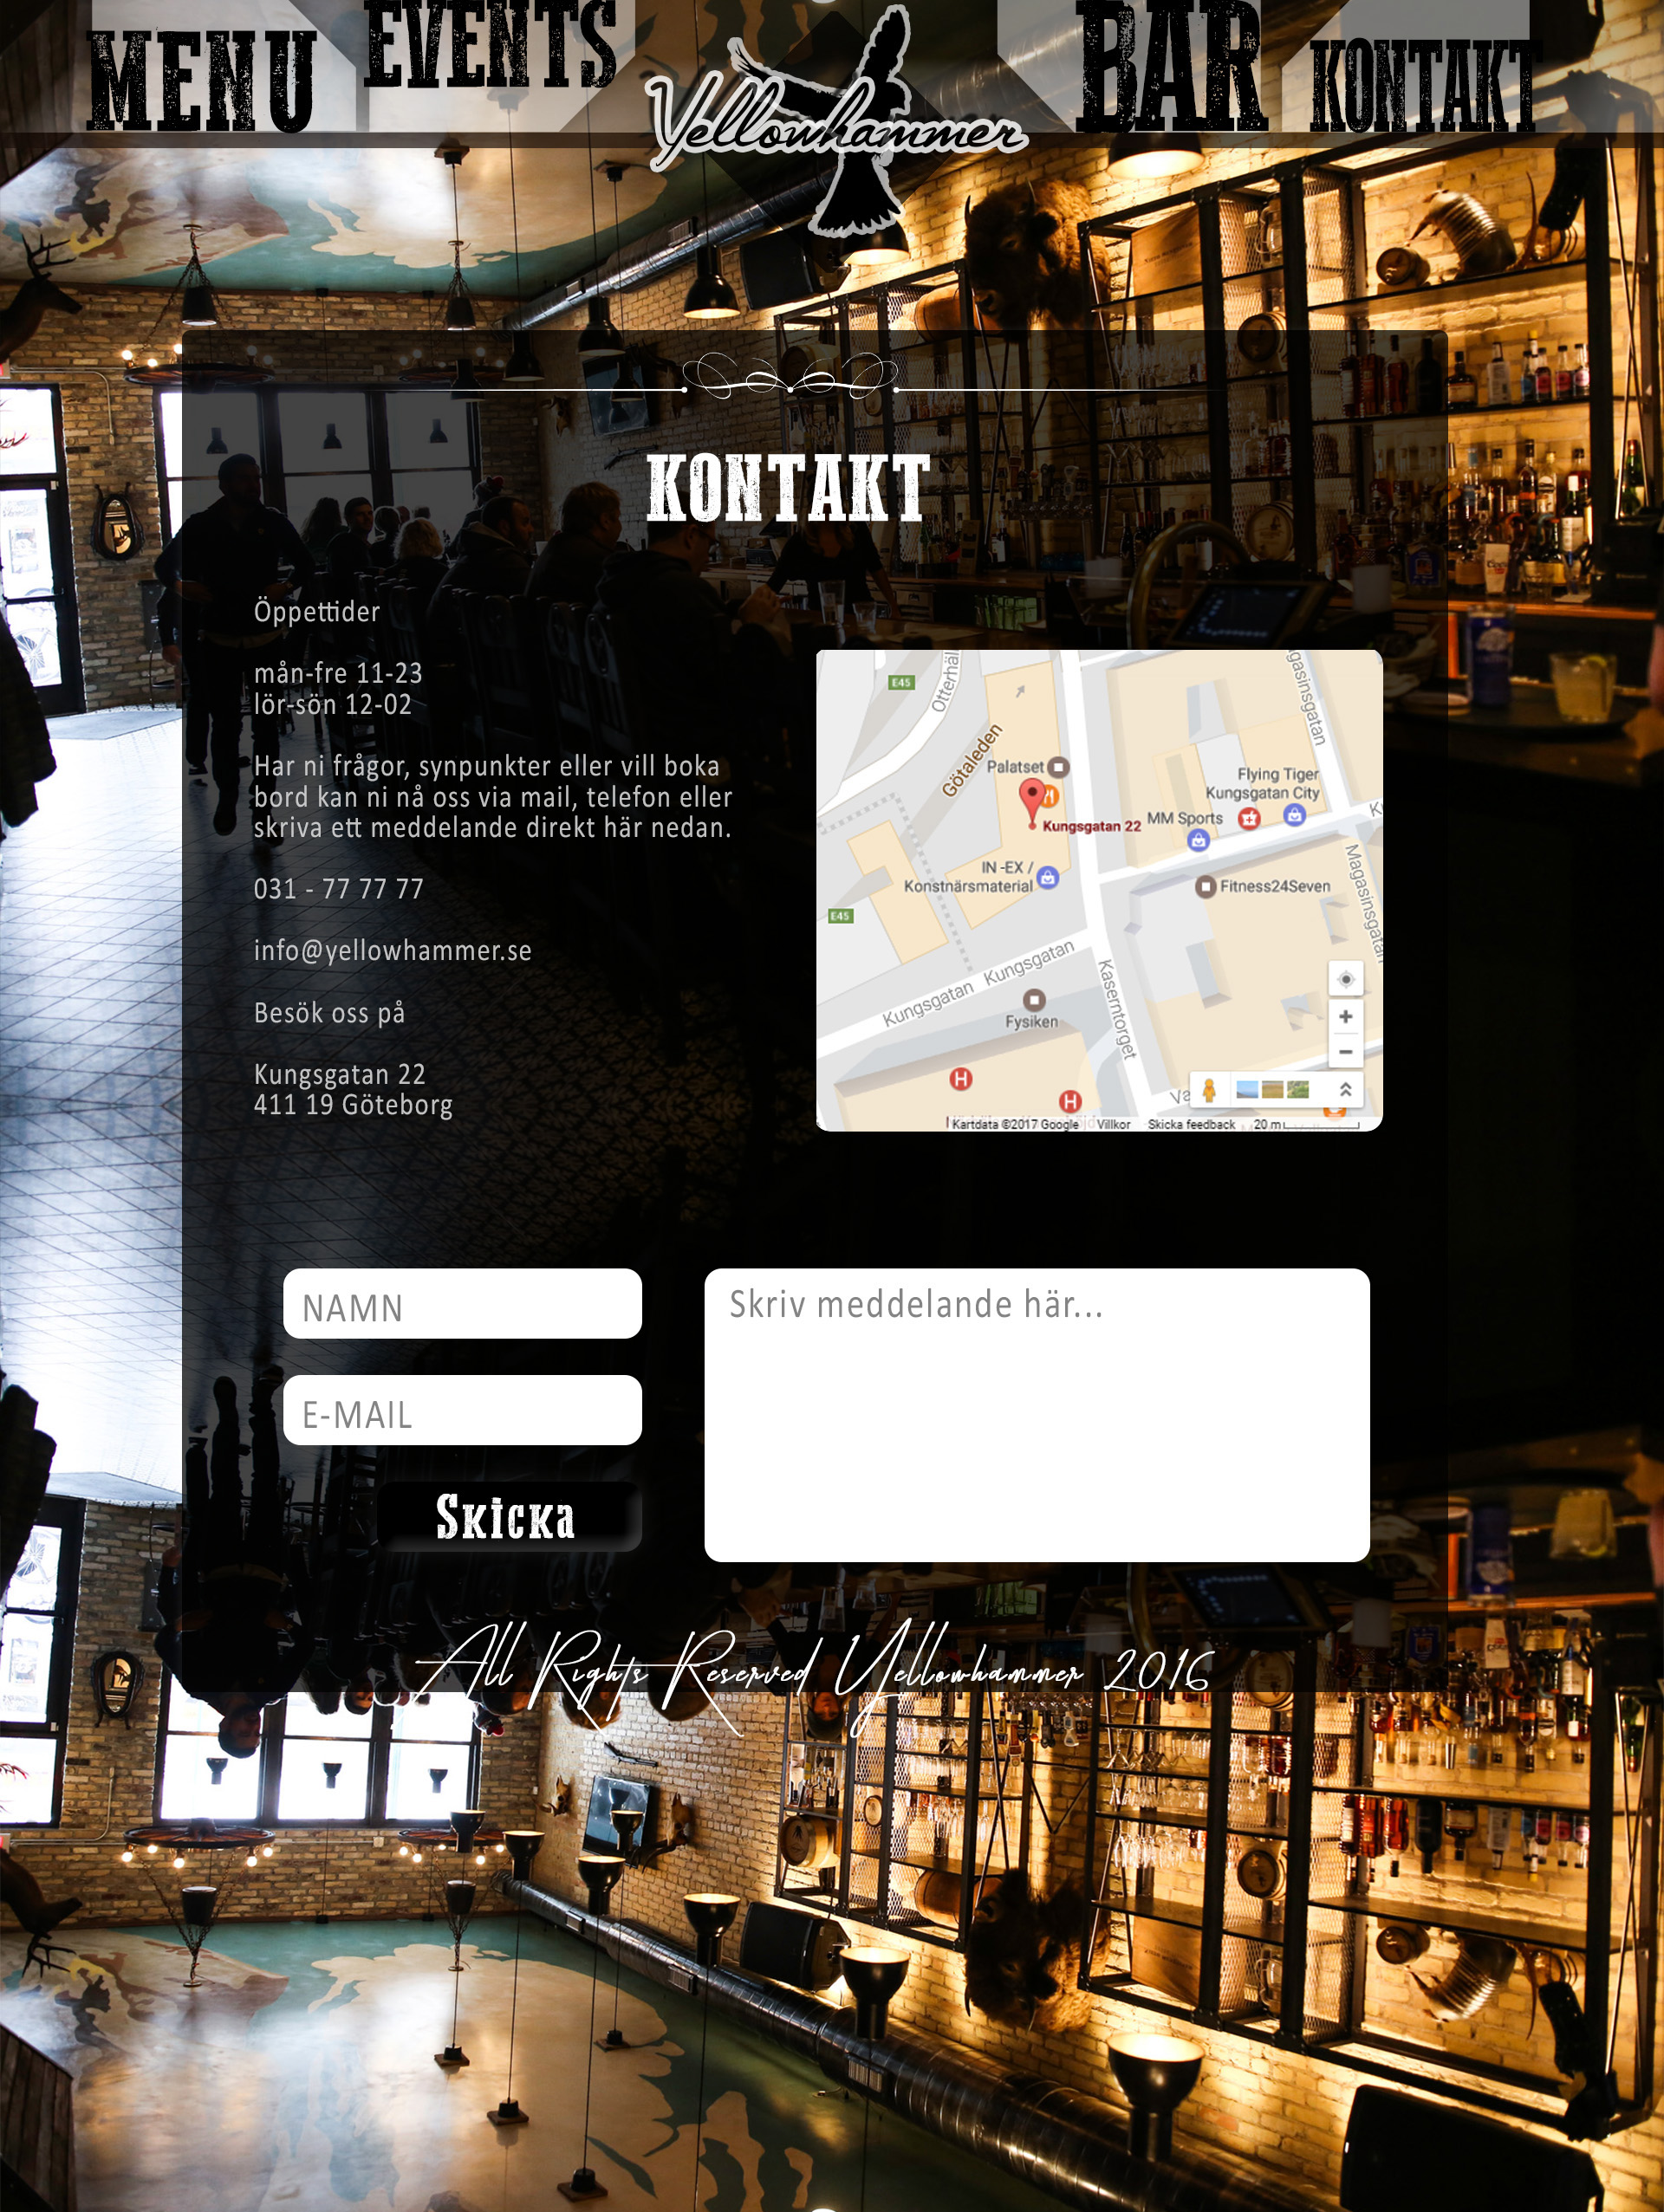 MENU
EVENTS
Yellowhammer
BAR
KONTAKT
KONTAKT
Öppettider
mån-fre 11-23
lör-sön 12-02
Har ni frågor, synpunkter eller vill boka
bord kan ni nå oss via mail, telefon eller
skriva ett meddelande direkt här nedan.
031 - 77 77 77
info@yellowhammer.se
Besök oss på
Kungsgatan 22
411 19 Göteborg
E45
Götaleden
Palatset
Kungsgatan 22
MM Sports
Flying Tiger
Kungsgatan City
IN -EX /
Konstnärsmaterial
Fitness24Seven
Magasinsgatan
E45
Kungsgatan
Kungsgatan
Kaserntorget
Fysiken
H
H
Kartdata ©2017 Google Villkor Skicka feedback 20 m
NAMN
E-MAIL
Skicka
Skriv meddelande här...
All Rights Reserved Yellowhammer 2016